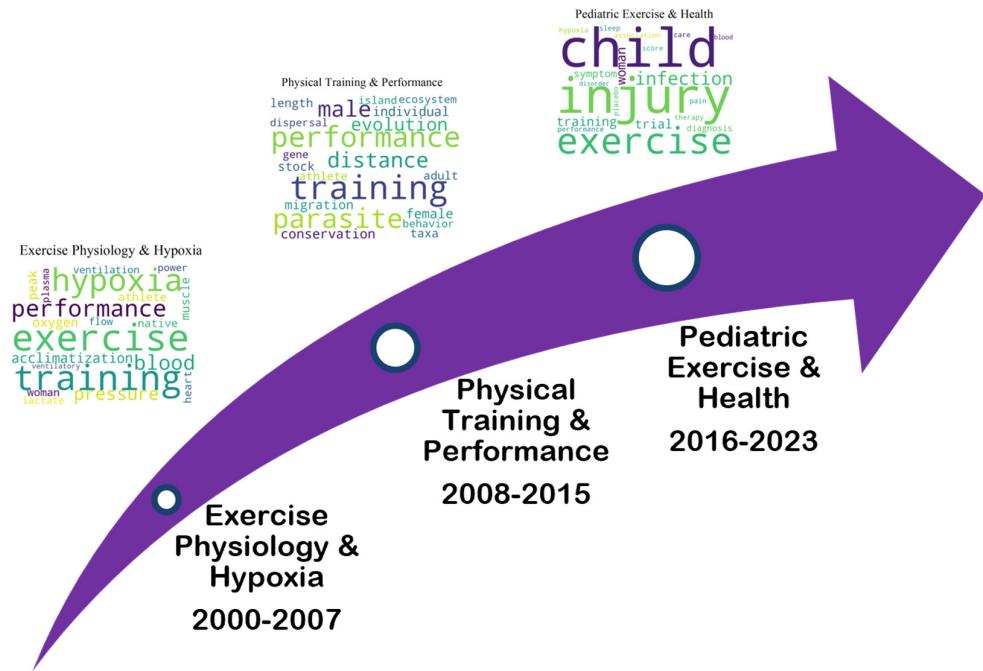 Pediatric Exercise & Health
hypoxia sleep association care blood
child
score
symptom woman infection
disorder
injury
placebo pain
training trial therapy
performance diagnosis
exercise
Physical Training & Performance
length island ecosystem
male individual
dispersal evolution
performance
gene distance
stock
athlete adult
training
migration female
parasite behavior
conservation taxa
Exercise Physiology & Hypoxia
peak plasma ventilation power
hypoxia muscle
athlete
performance
oxygen flow native
exercise
acclimatization blood
ventilatory
training heart
woman pressure
lactate
Pediatric
Exercise &
Health
2016-2023
Physical
Training &
Performance
2008-2015
Exercise
Physiology &
Hypoxia
2000-2007